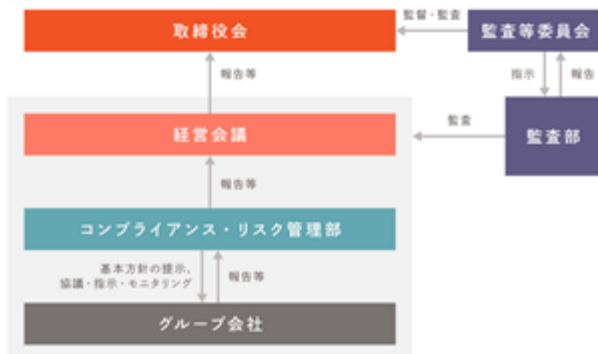 取締役会
監督・監査
監査等委員会
報告等
指示
報告
経営会議
監査
監査部
報告等
コンプライアンス・リスク管理部
基本方針の提示、
協議・指示・モニタリング
報告等
グループ会社